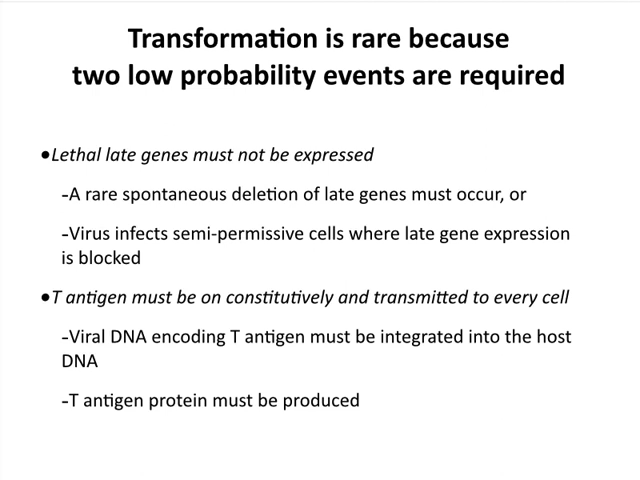 Transformation is rare because
two low probability events are required
•Lethal late genes must not be expressed
-A rare spontaneous deletion of late genes must occur, or
-Virus infects semi-permissive cells where late gene expression
is blocked
•T antigen must be on constitutively and transmitted to every cell
-Viral DNA encoding T antigen must be integrated into the host
DNA
-T antigen protein must be produced